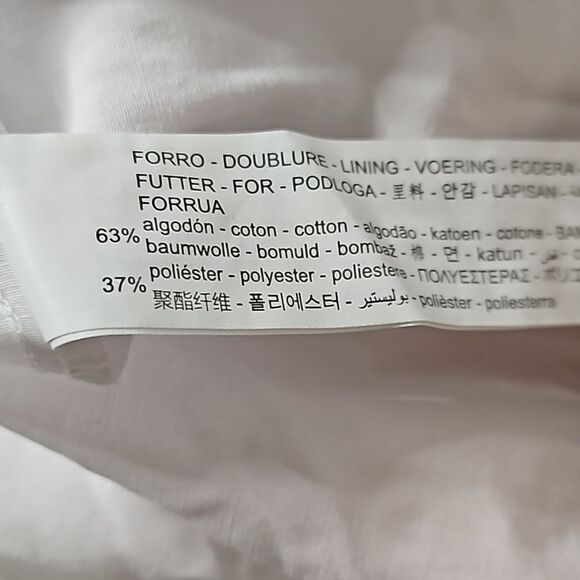 FORRO - DOUBLURE - LINING - VOERING - FODERA -
FUTTER - FOR - PODLOGA - 里料 - 안감 - LAPISAN -
FORRUA
63% algodón - coton - cotton - algodão - katoen - cotone -
baumwolle - bomuld - bombaž - 棉 - 면 - katun -
37% poliéster - polyester - poliestere - ΠΟΛΥΕΣΤΕΡΑΣ -
聚酯纤维 - 폴리에스터 - بوليستير - polièster - poliesterra